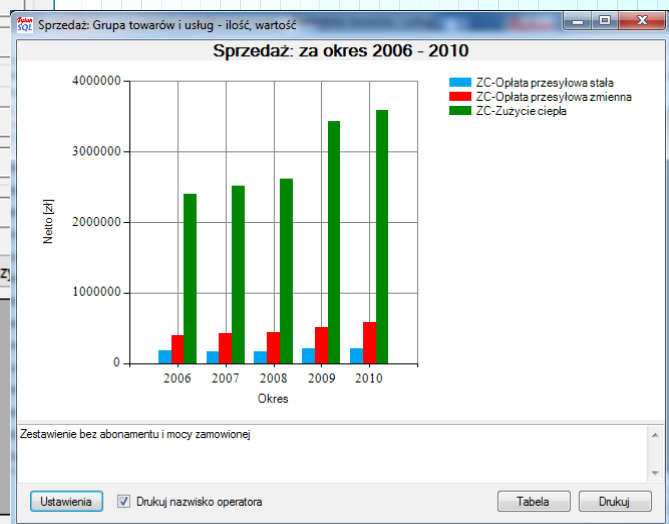 Sprzedaż: Grupa towarów i usług - ilość, wartość
Sprzedaż: za okres 2006 - 2010
4000000
3000000
2000000
1000000
0
Netto [zł]
2006 2007 2008 2009 2010
Okres
ZC-Opłata przesyłowa stała
ZC-Opłata przesyłowa zmienna
ZC-Zużycie ciepła
Zestawienie bez abonamentu i mocy zamowionej
Ustawienia
Drukuj nazwisko operatora
Tabela
Drukuj